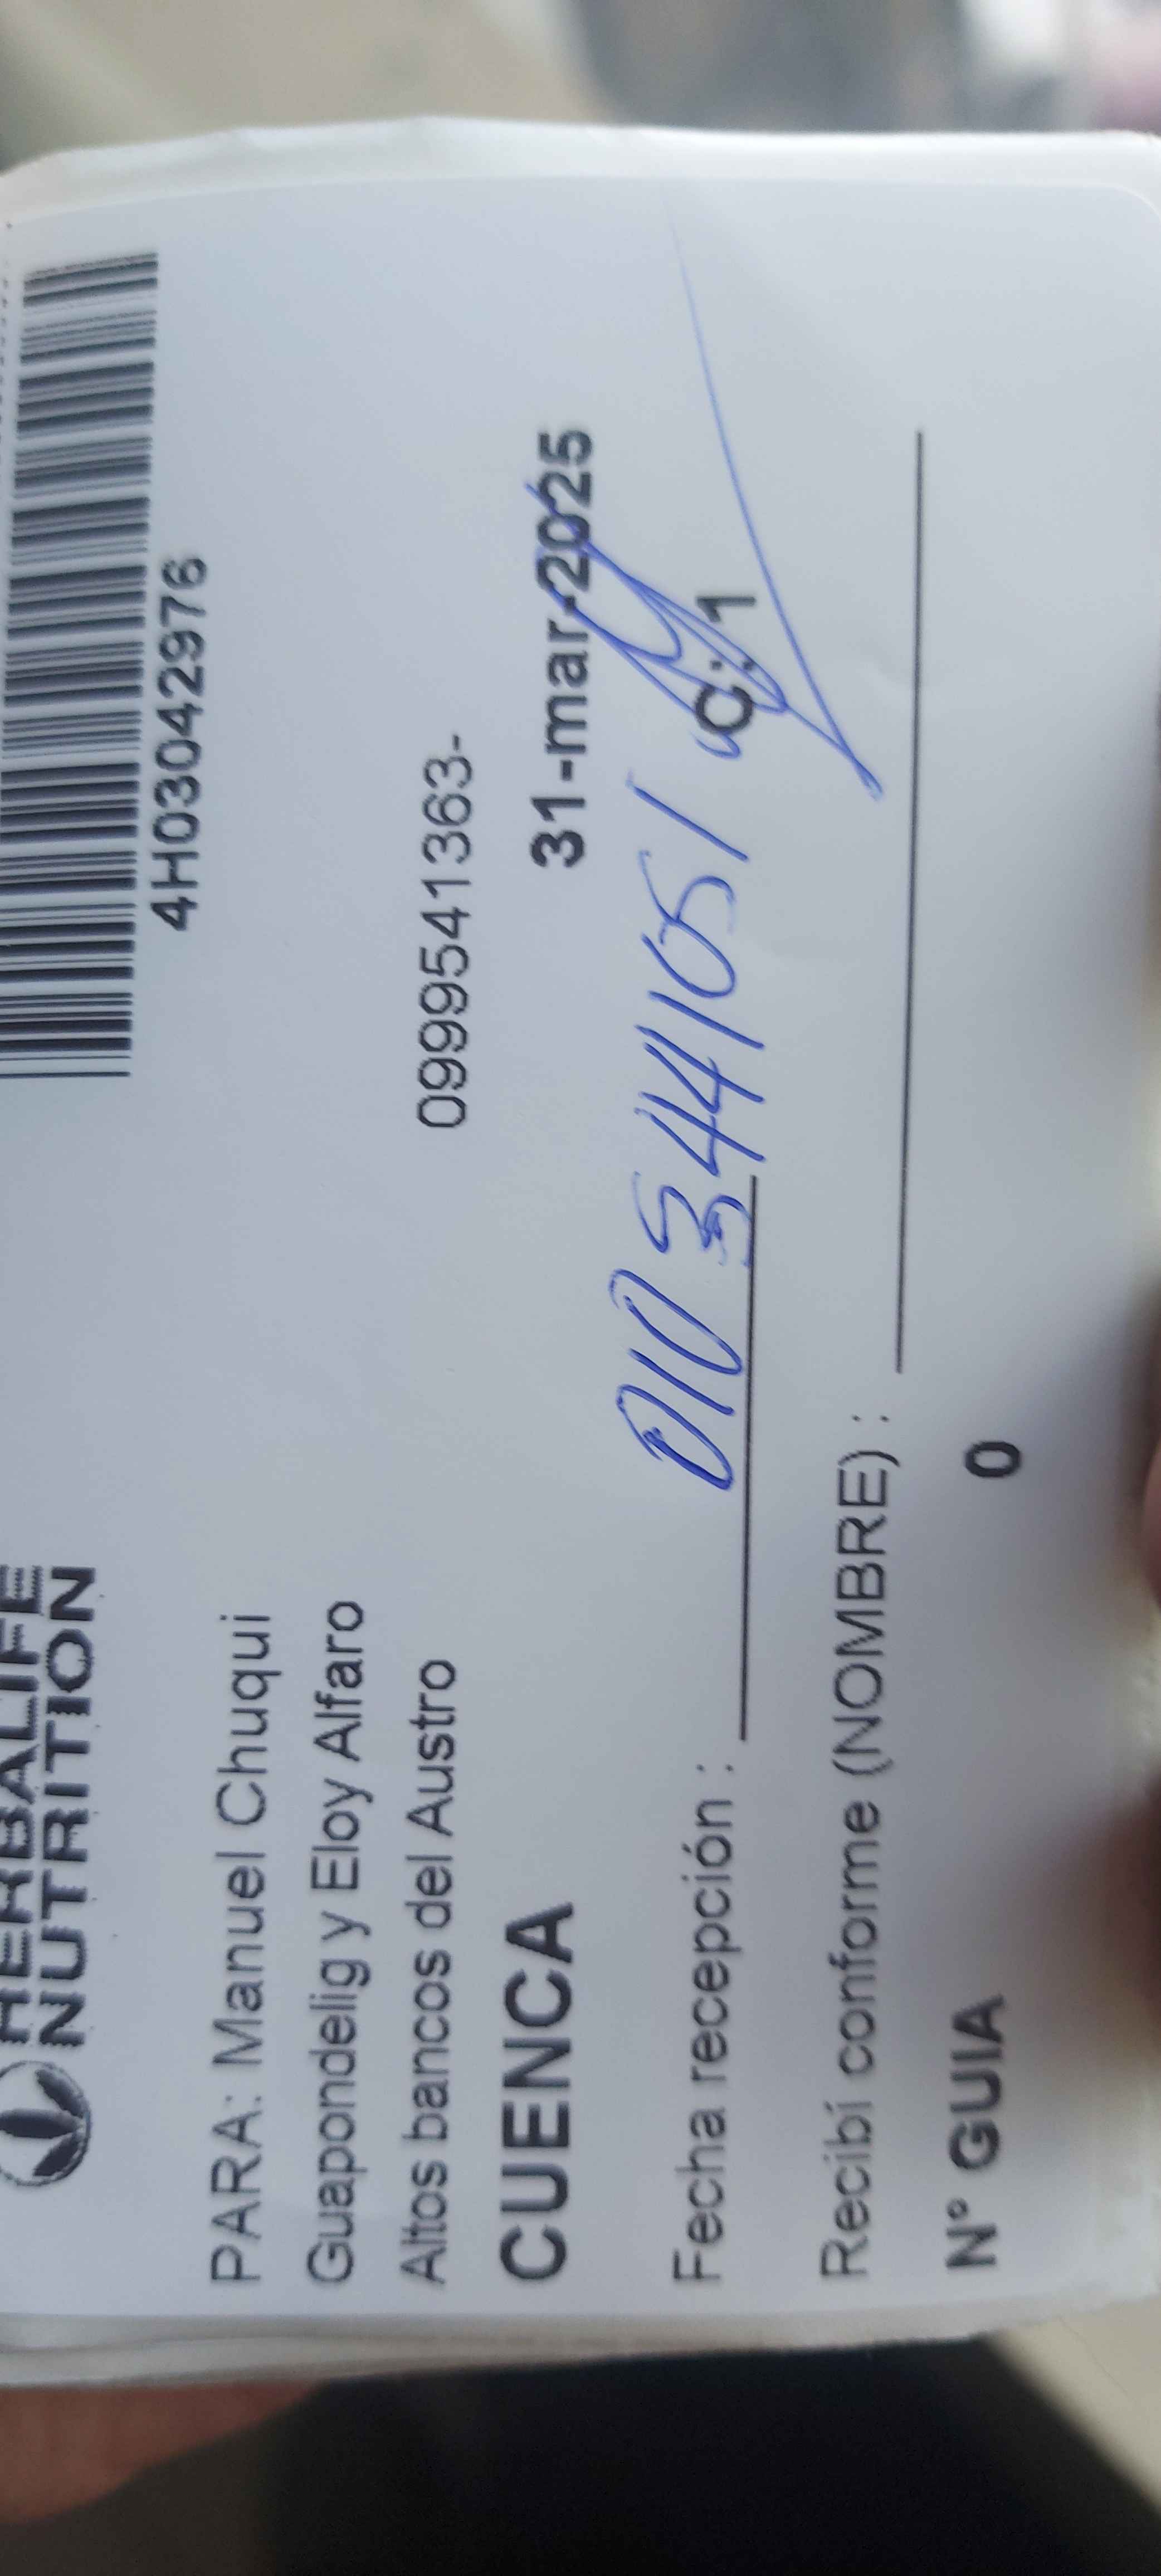 HERBALIFE
NUTRITION
4H03042976
PARA: Manuel Chuqui
Guapondelig y Eloy Alfaro
Altos bancos del Austro
0999541363-
CUENCA
31-mar-2025
Fecha recepción :
0103441051
C: 1
Recibí conforme (NOMBRE) :
N° GUIA 0